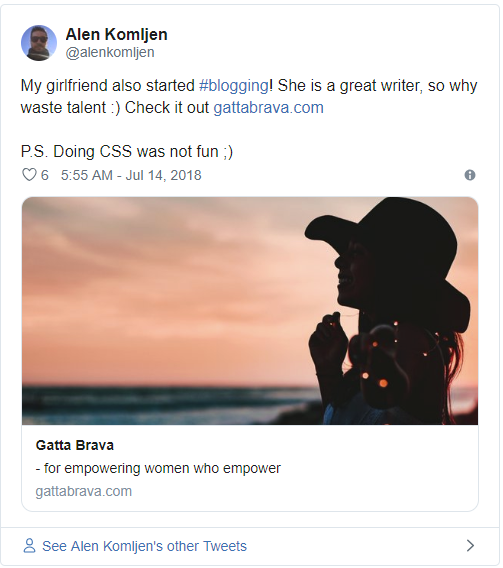 Alen Komljen
@alenkomljen
My girlfriend also started #blogging! She is a great writer, so why
waste talent :) Check it out gattabrava.com
P.S. Doing CSS was not fun ;)
6 5:55 AM - Jul 14, 2018
Gatta Brava
- for empowering women who empower
gattabrava.com
See Alen Komljen's other Tweets